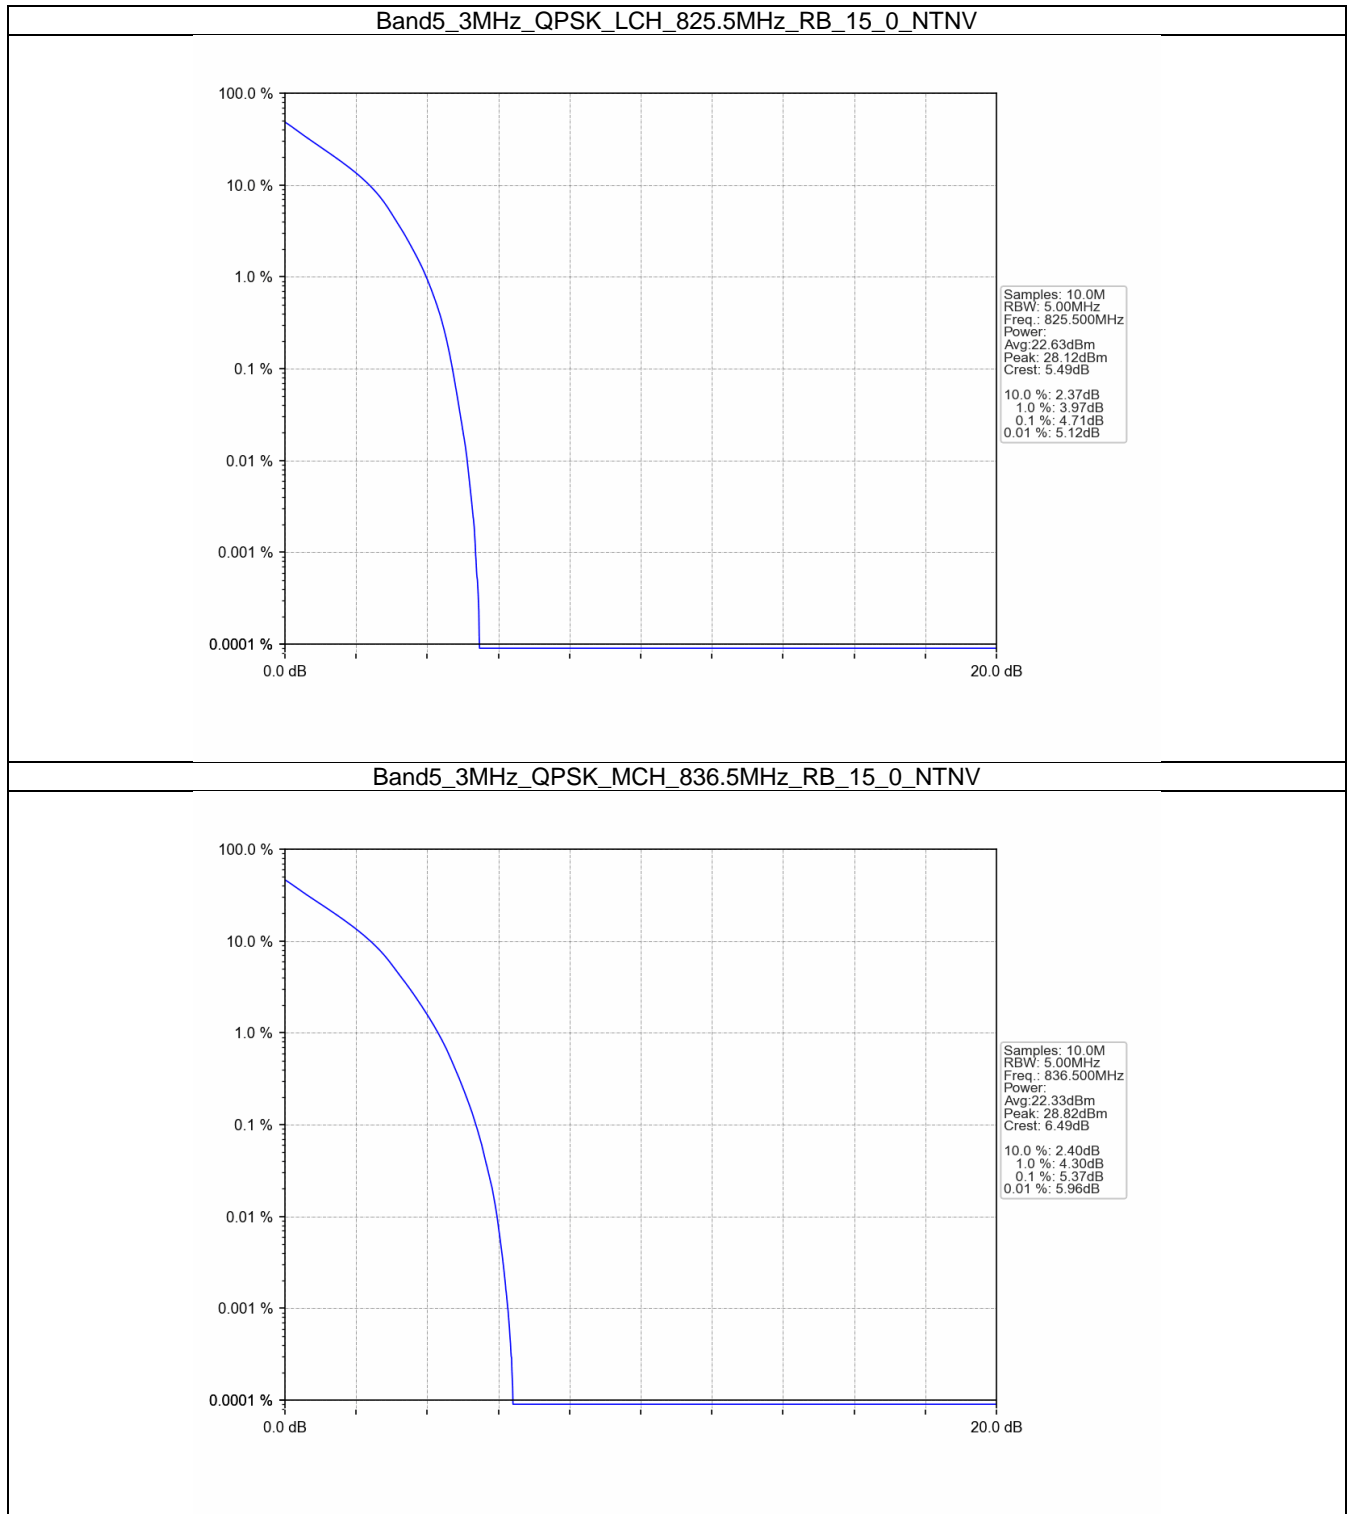 Band5_3MHz_QPSK_LCH_825.5MHz_RB_15_0_NTNV
100.0 %
10.0 %
1.0 %
0.1 %
0.01 %
0.001 %
0.0001 %
0.0 dB
20.0 dB
Samples: 10.0M
RBW: 5.00MHz
Freq.: 825.500MHz
Power:
Avg:22.63dBm
Peak: 28.12dBm
Crest: 5.49dB
10.0 %: 2.37dB
1.0 %: 3.97dB
0.1 %: 4.71dB
0.01 %: 5.12dB
Band5_3MHz_QPSK_MCH_836.5MHz_RB_15_0_NTNV
100.0 %
10.0 %
1.0 %
0.1 %
0.01 %
0.001 %
0.0001 %
0.0 dB
20.0 dB
Samples: 10.0M
RBW: 5.00MHz
Freq.: 836.500MHz
Power:
Avg:22.33dBm
Peak: 28.82dBm
Crest: 6.49dB
10.0 %: 2.40dB
1.0 %: 4.30dB
0.1 %: 5.37dB
0.01 %: 5.96dB